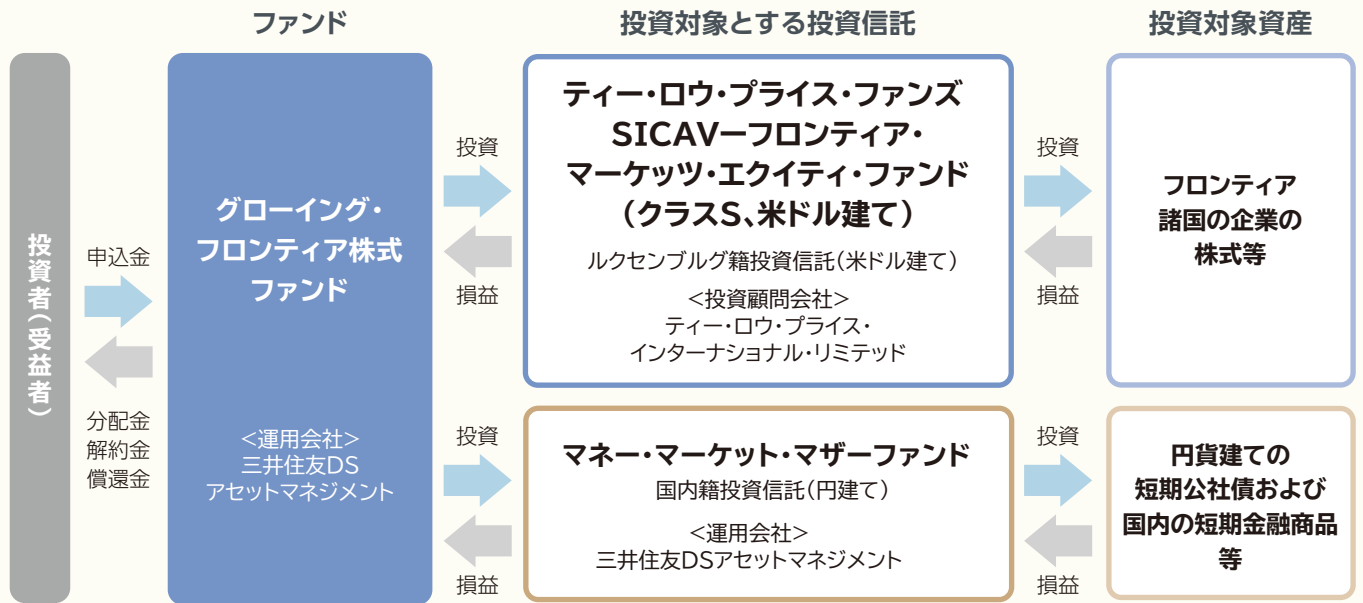 ファンド
投資対象とする投資信託
投資対象資産
投資者(受益者)
申込金
分配金
解約金
償還金
グローイング・
フロンティア株式
ファンド
<運用会社>
三井住友DS
アセットマネジメント
投資
損益
ティー・ロウ・プライス・ファンズ
SICAVーフロンティア・
マーケッツ・エクイティ・ファンド
(クラスS、米ドル建て)
ルクセンブルグ籍投資信託(米ドル建て)
<投資顧問会社>
ティー・ロウ・プライス・
インターナショナル・リミテッド
投資
損益
フロンティア
諸国の企業の
株式等
投資
損益
マネー・マーケット・マザーファンド
国内籍投資信託(円建て)
<運用会社>
三井住友DSアセットマネジメント
投資
損益
円貨建ての
短期公社債および
国内の短期金融商品
等